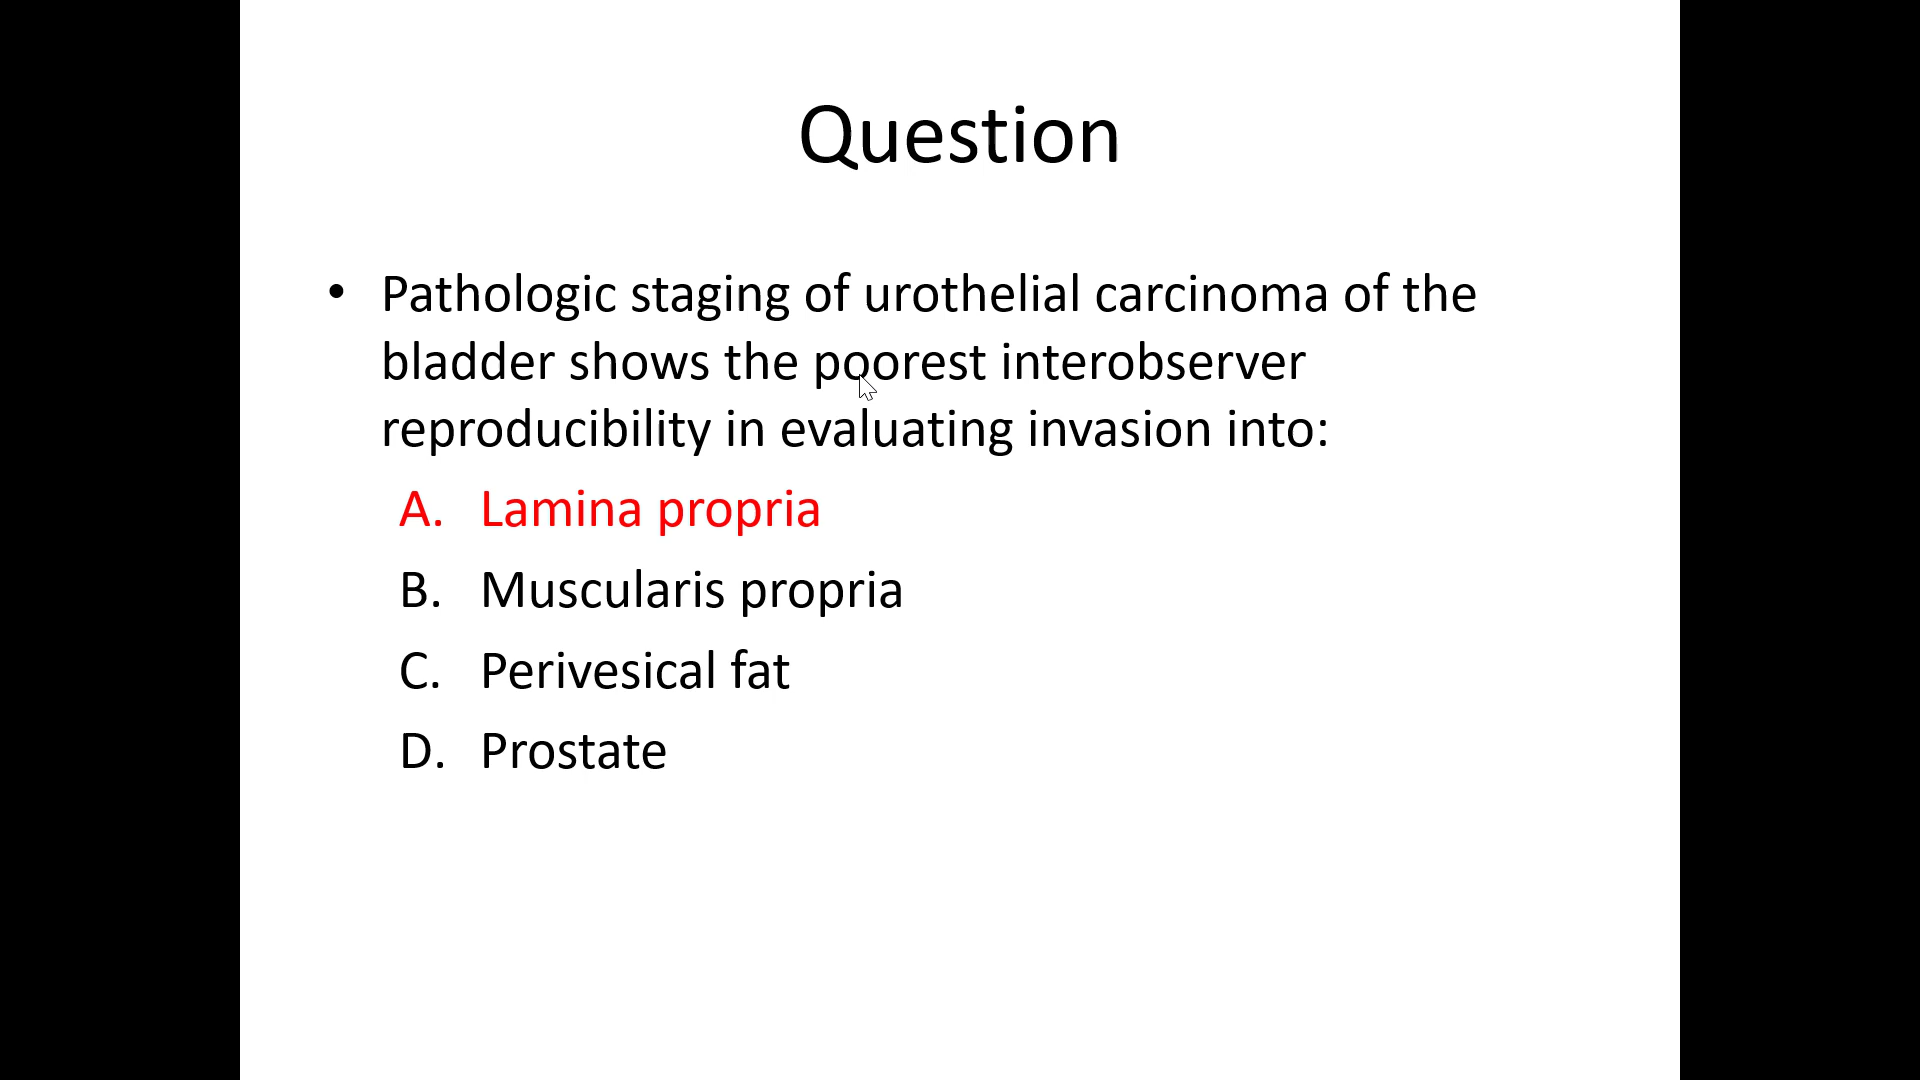 Question
• Pathologic staging of urothelial carcinoma of the
bladder shows the poorest interobserver
reproducibility in evaluating invasion into:
A. Lamina propria
B. Muscularis propria
C. Perivesical fat
D. Prostate